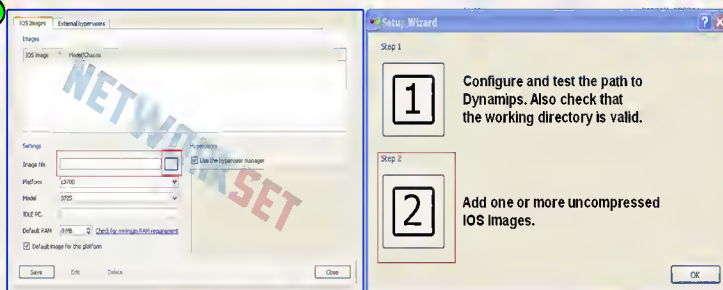 IOS Images External hypervisors
Images
IOS Image Model/Chassis
Settings
Image file
Platform c3700
Model 3725
IDLE PC
Default RAM 0 MB Check for minimum RAM requirement
Default image for the platform
Save Edit Delete Close
Hypervisors
Use the hypervisor manager
NETWORKSET
Setup Wizard
Step 1
1
Configure and test the path to
Dynamips. Also check that
the working directory is valid.
Step 2
2
Add one or more uncompressed
IOS images.
OK